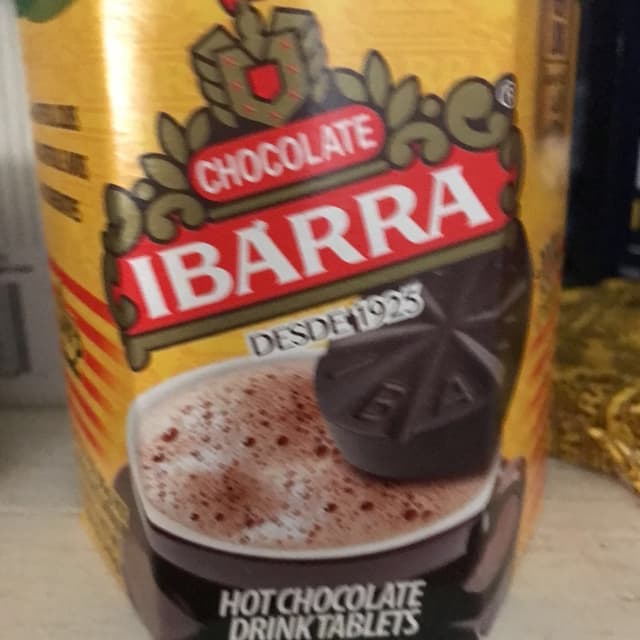 CHOCOLATE
IBARRA
DESDE 1925
HOT CHOCOLATE
DRINK TABLETS